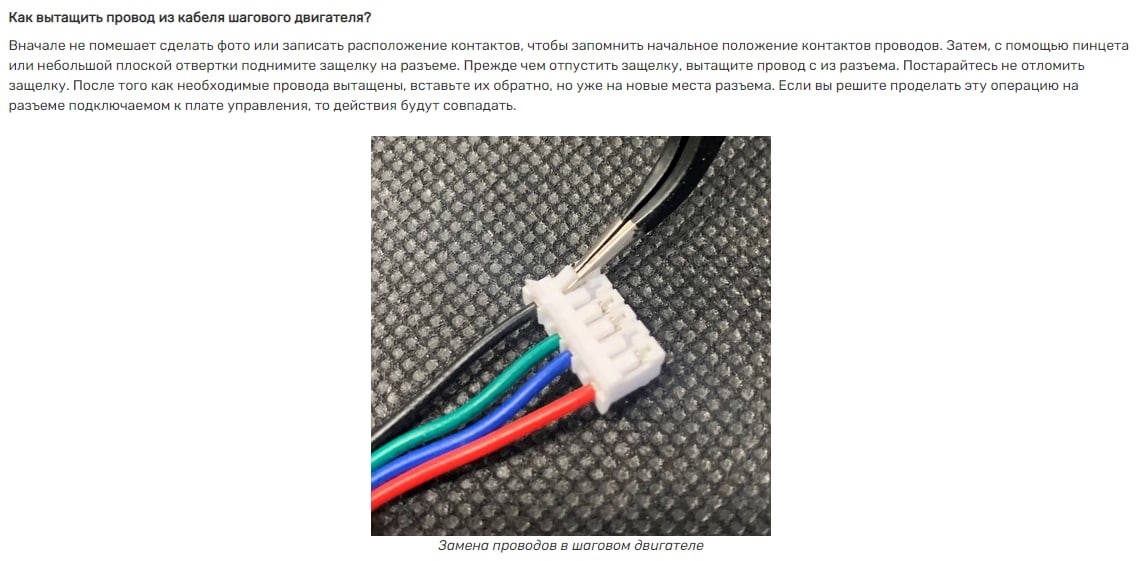 Как вытащить провод из кабеля шагового двигателя?
Вначале не помешает сделать фото или записать расположение контактов, чтобы запомнить начальное положение контактов проводов. Затем, с помощью пинцета
или небольшой плоской отвертки поднимите защелку на разъеме. Прежде чем отпустить защелку, вытащите провод с из разъема. Постарайтесь не отломить
защелку. После того как необходимые провода вытащены, вставьте их обратно, но уже на новые места разъема. Если вы решите проделать эту операцию на
разъеме подключаемом к плате управления, то действия будут совпадать.
Замена проводов в шаговом двигателе